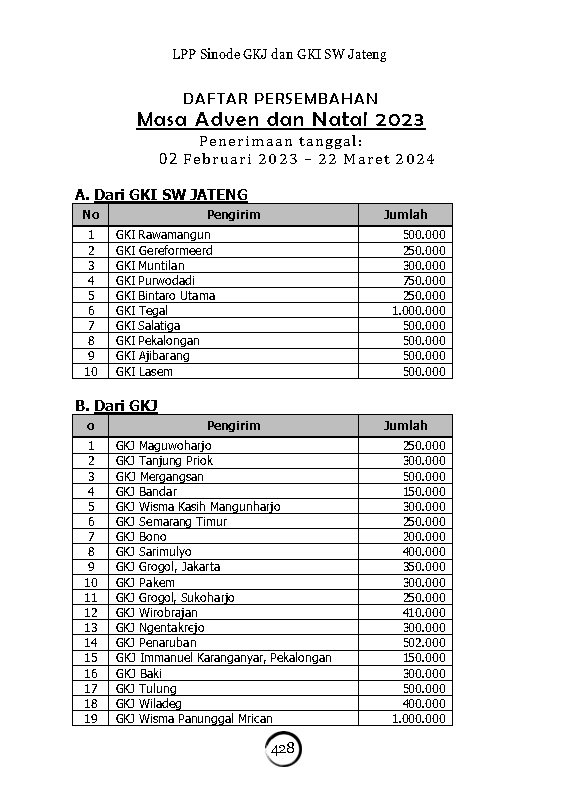 LPP Sinode GKJ dan GKI SW Jateng
DAFTAR PERSEMBAHAN
Masa Adven dan Natal 2023
Penerimaan tanggal:
02 Februari 2023 – 22 Maret 2024
A. Dari GKI SW JATENG
No Pengirim Jumlah
1 GKI Rawamangun 500.000
2 GKI Gereformeerd 250.000
3 GKI Muntilan 300.000
4 GKI Purwodadi 750.000
5 GKI Bintaro Utama 250.000
6 GKI Tegal 1.000.000
7 GKI Salatiga 500.000
8 GKI Pekalongan 500.000
9 GKI Ajibarang 500.000
10 GKI Lasem 500.000
B. Dari GKJ
o Pengirim Jumlah
1 GKJ Maguwoharjo 250.000
2 GKJ Tanjung Priok 300.000
3 GKJ Mergangsan 500.000
4 GKJ Bandar 150.000
5 GKJ Wisma Kasih Mangunharjo 300.000
6 GKJ Semarang Timur 250.000
7 GKJ Bono 200.000
8 GKJ Sarimulyo 400.000
9 GKJ Grogol, Jakarta 350.000
10 GKJ Pakem 300.000
11 GKJ Grogol, Sukoharjo 250.000
12 GKJ Wirobrajan 410.000
13 GKJ Ngentakrejo 300.000
14 GKJ Penaruban 502.000
15 GKJ Immanuel Karanganyar, Pekalongan 150.000
16 GKJ Baki 300.000
17 GKJ Tulung 500.000
18 GKJ Wiladeg 400.000
19 GKJ Wisma Panunggal Mrican 1.000.000
428